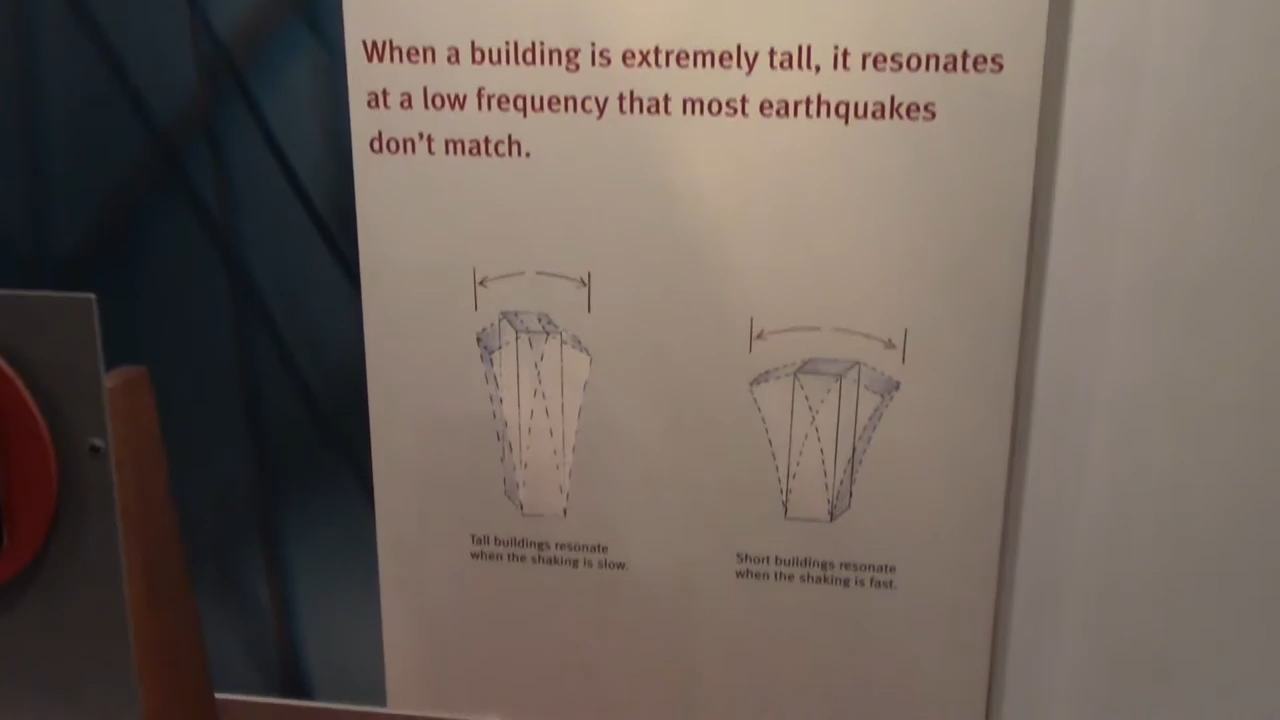 When a building is extremely tall, it resonates
at a low frequency that most earthquakes
don't match.
Tall buildings resonate
when the shaking is slow.
Short buildings resonate
when the shaking is fast.